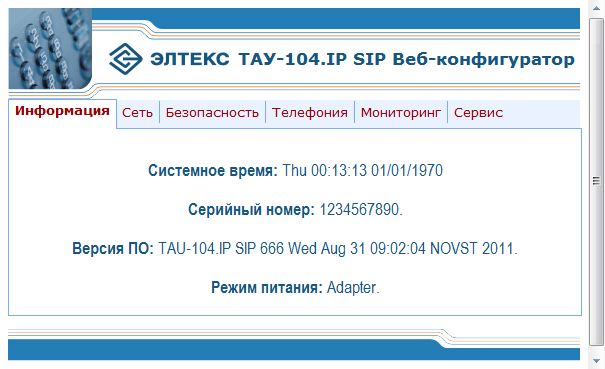 ЭЛТЕКС ТАУ-104.IP SIP Веб-конфигуратор
Информация Сеть Безопасность Телефония Мониторинг Сервис
Системное время: Thu 00:13:13 01/01/1970
Серийный номер: 1234567890.
Версия ПО: TAU-104.IP SIP 666 Wed Aug 31 09:02:04 NOVST 2011.
Режим питания: Adapter.